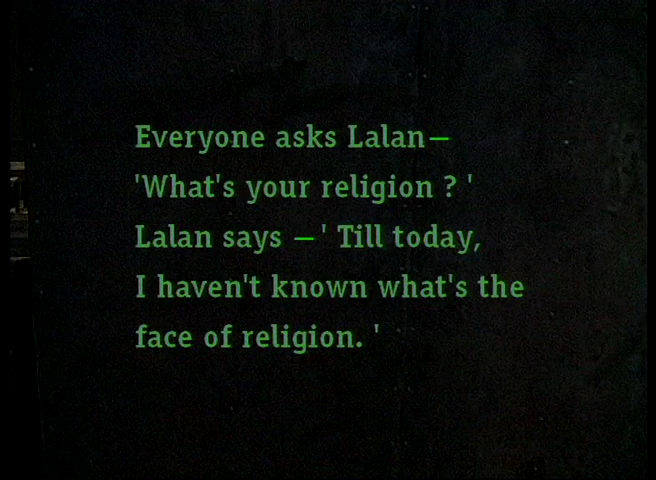 Everyone asks Lalan—
'What's your religion ? '
Lalan says — ' Till today,
I haven't known what's the
face of religion. '